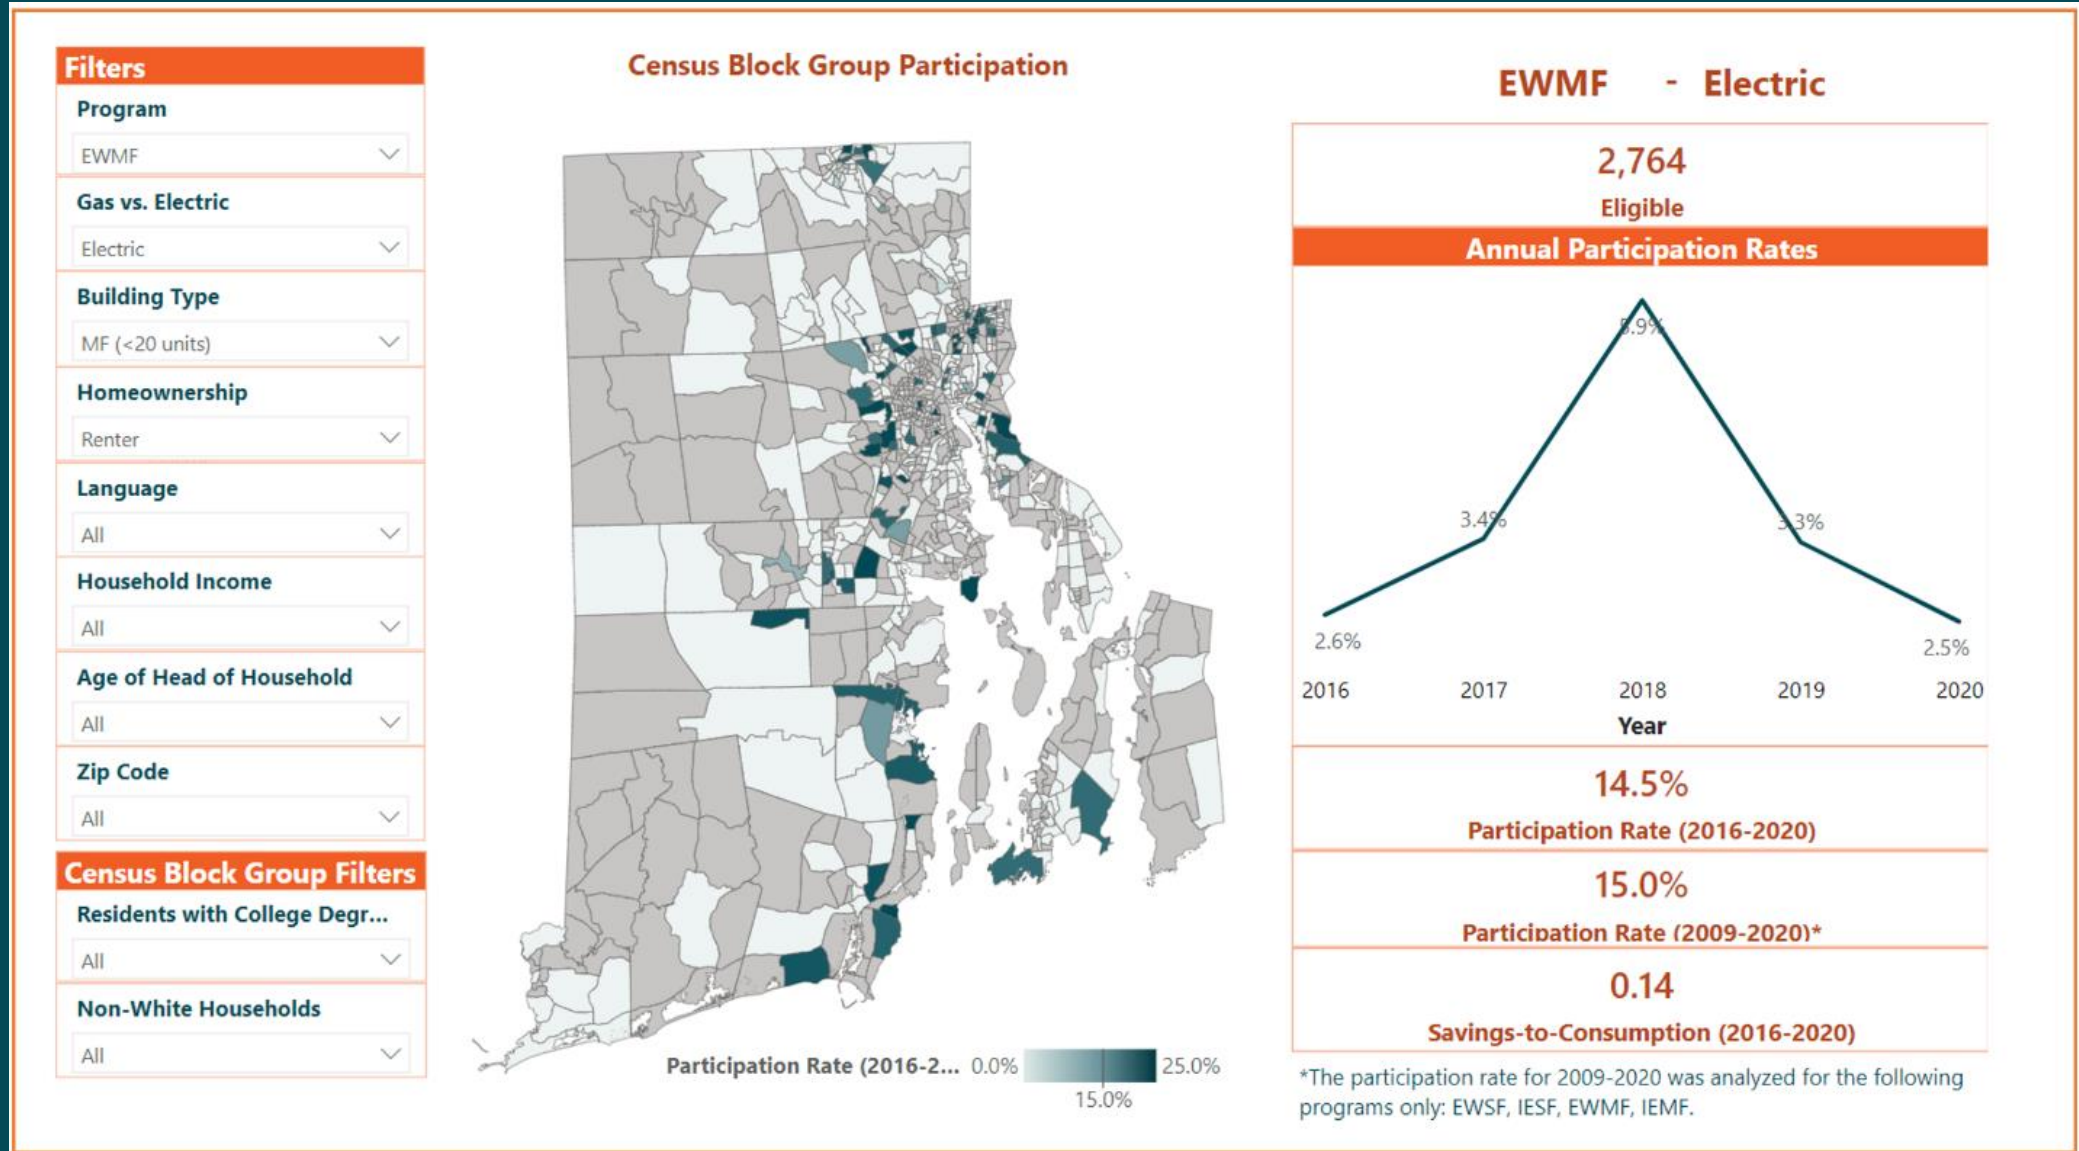 Filters
Program
EWMF
Gas vs. Electric
Electric
Building Type
MF (<20 units)
Homeownership
Renter
Language
All
Household Income
All
Age of Head of Household
All
Zip Code
All
Census Block Group Filters
Residents with College Degr...
All
Non-White Households
All
Census Block Group Participation
Participation Rate (2016-2... 0.0% 25.0%
15.0%
EWMF - Electric
2,764
Eligible
Annual Participation Rates
5.9%
3.4% 3.3%
2.6% 2.5%
2016 2017 2018 2019 2020
Year
14.5%
Participation Rate (2016-2020)
15.0%
Participation Rate (2009-2020)*
0.14
Savings-to-Consumption (2016-2020)
*The participation rate for 2009-2020 was analyzed for the following
programs only: EWSF, IESF, EWMF, IEMF.